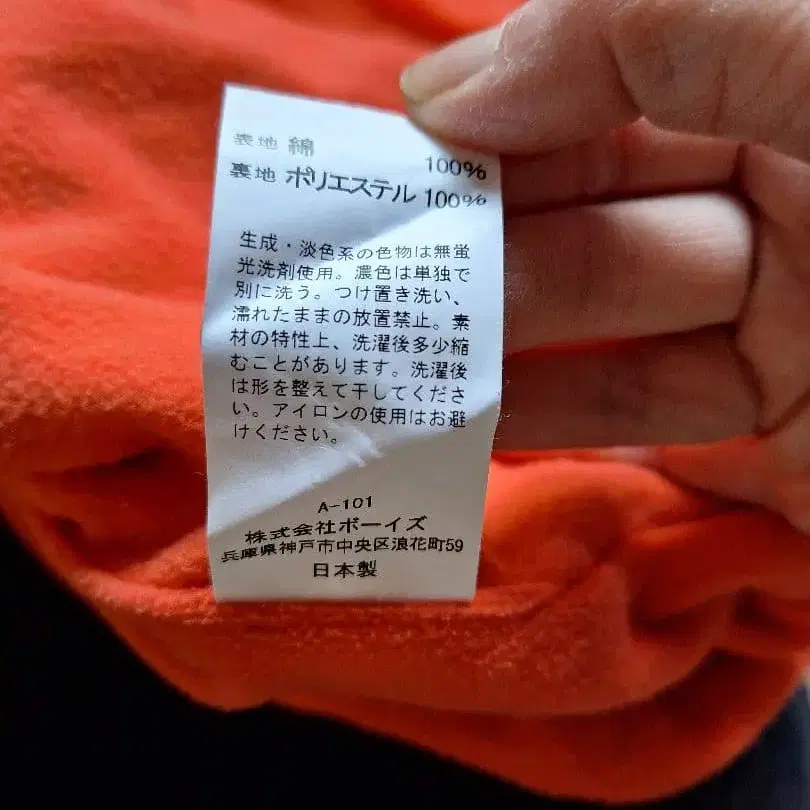 表地 綿 100%
裏地 ポリエステル 100%
生成・淡色系の色物は無蛍
光洗剤使用。濃色は単独で
別に洗う。つけ置き洗い、
濡れたままの放置禁止。素
材の特性上、洗濯後多少縮
むことがあります。洗濯後
は形を整えて干してくださ
い。アイロンの使用はお避
けください。
A-101
株式会社ボーイズ
兵庫県神戸市中央区浪花町59
日本製